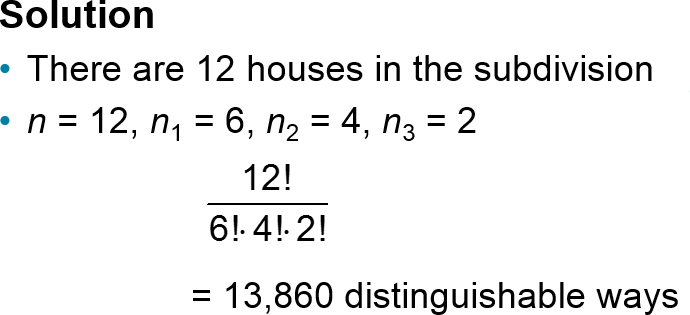 Solution
• There are 12 houses in the subdivision
• n = 12, n₁ = 6, n₂ = 4, n₃ = 2
12!
6!· 4!· 2!
= 13,860 distinguishable ways